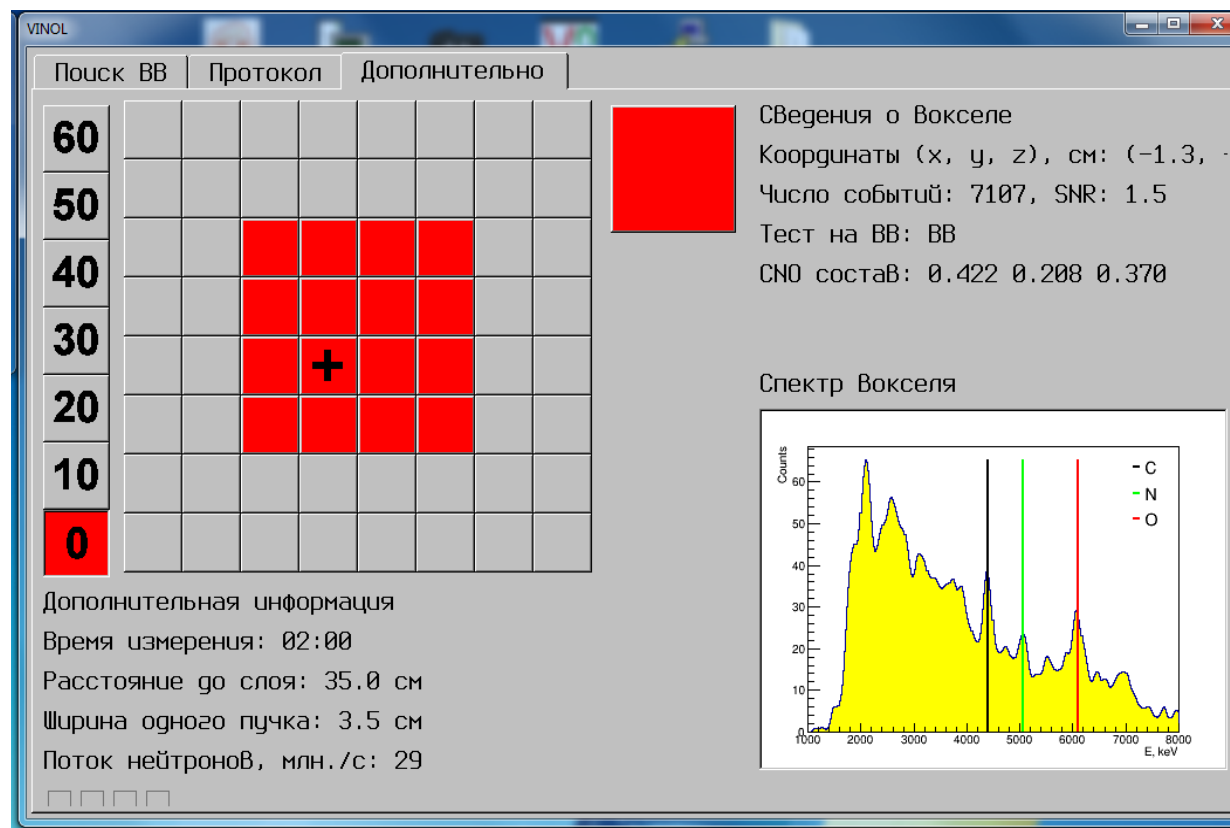 VINOL
Поиск ВВ
Протокол
Дополнительно
60
50
40
30
20
10
0
Сведения о Вокселе
Координаты (x, y, z), см: (-1.3, -
Число событий: 7107, SNR: 1.5
Тест на ВВ: ВВ
CNO состав: 0.422 0.208 0.370
Спектр Вокселя
Counts
60
50
40
30
20
10
0
1000 2000 3000 4000 5000 6000 7000 8000
E, keV
C
N
O
Дополнительная информация
Время измерения: 02:00
Расстояние до слоя: 35.0 см
Ширина одного пучка: 3.5 см
Поток нейтронов, млн./с: 29